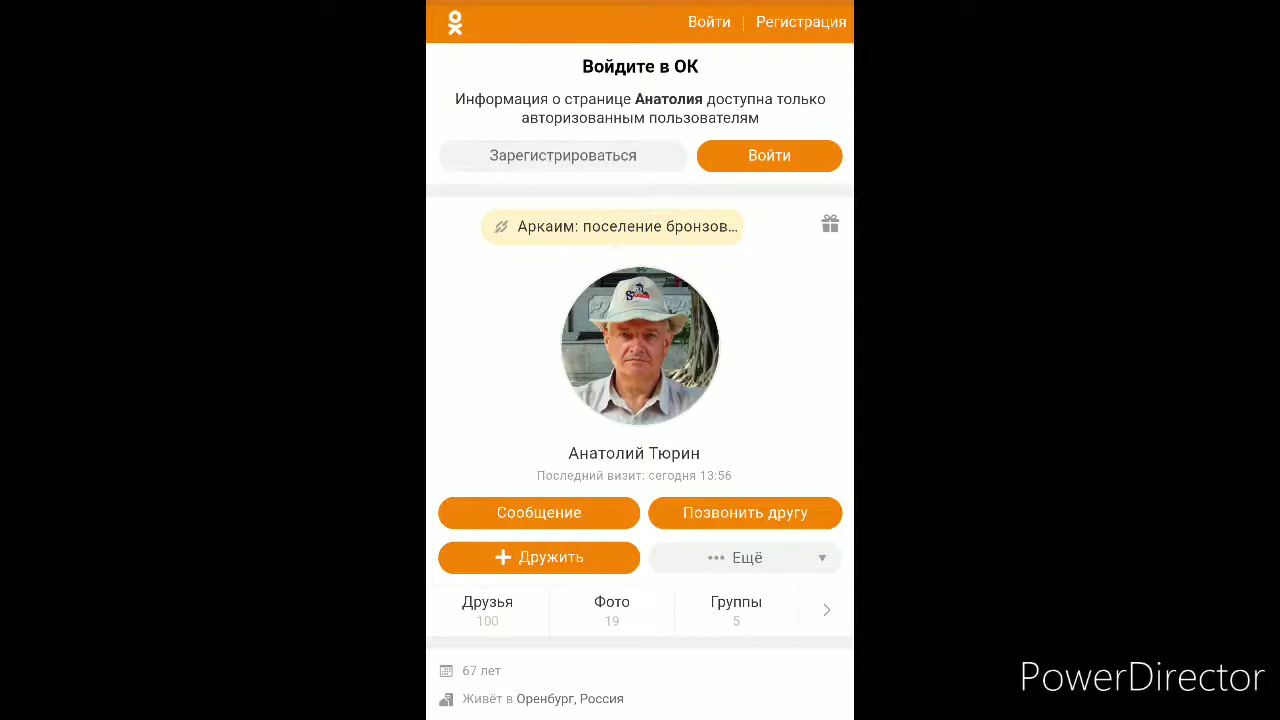 Войти
Регистрация
Войдите в ОК
Информация о странице Анатолия доступна только
авторизованным пользователям
Зарегистрироваться
Войти
Аркаим: поселение бронзов...
Анатолий Тюрин
Последний визит: сегодня 13:56
Сообщение
Позвонить другу
Дружить
Ещё
Друзья
100
Фото
19
Группы
5
67 лет
Живёт в Оренбург, Россия
PowerDirector